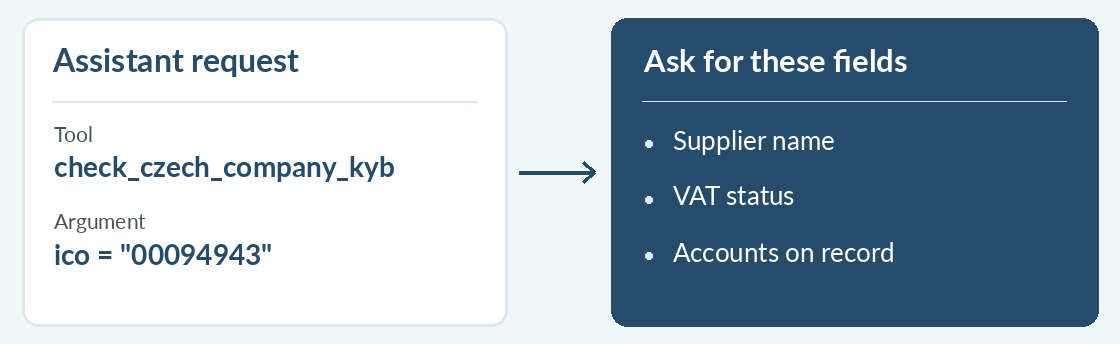 Assistant request
Tool
check_czech_company_kyb
Argument
ico = "00094943"
Ask for these fields
Supplier name
VAT status
Accounts on record